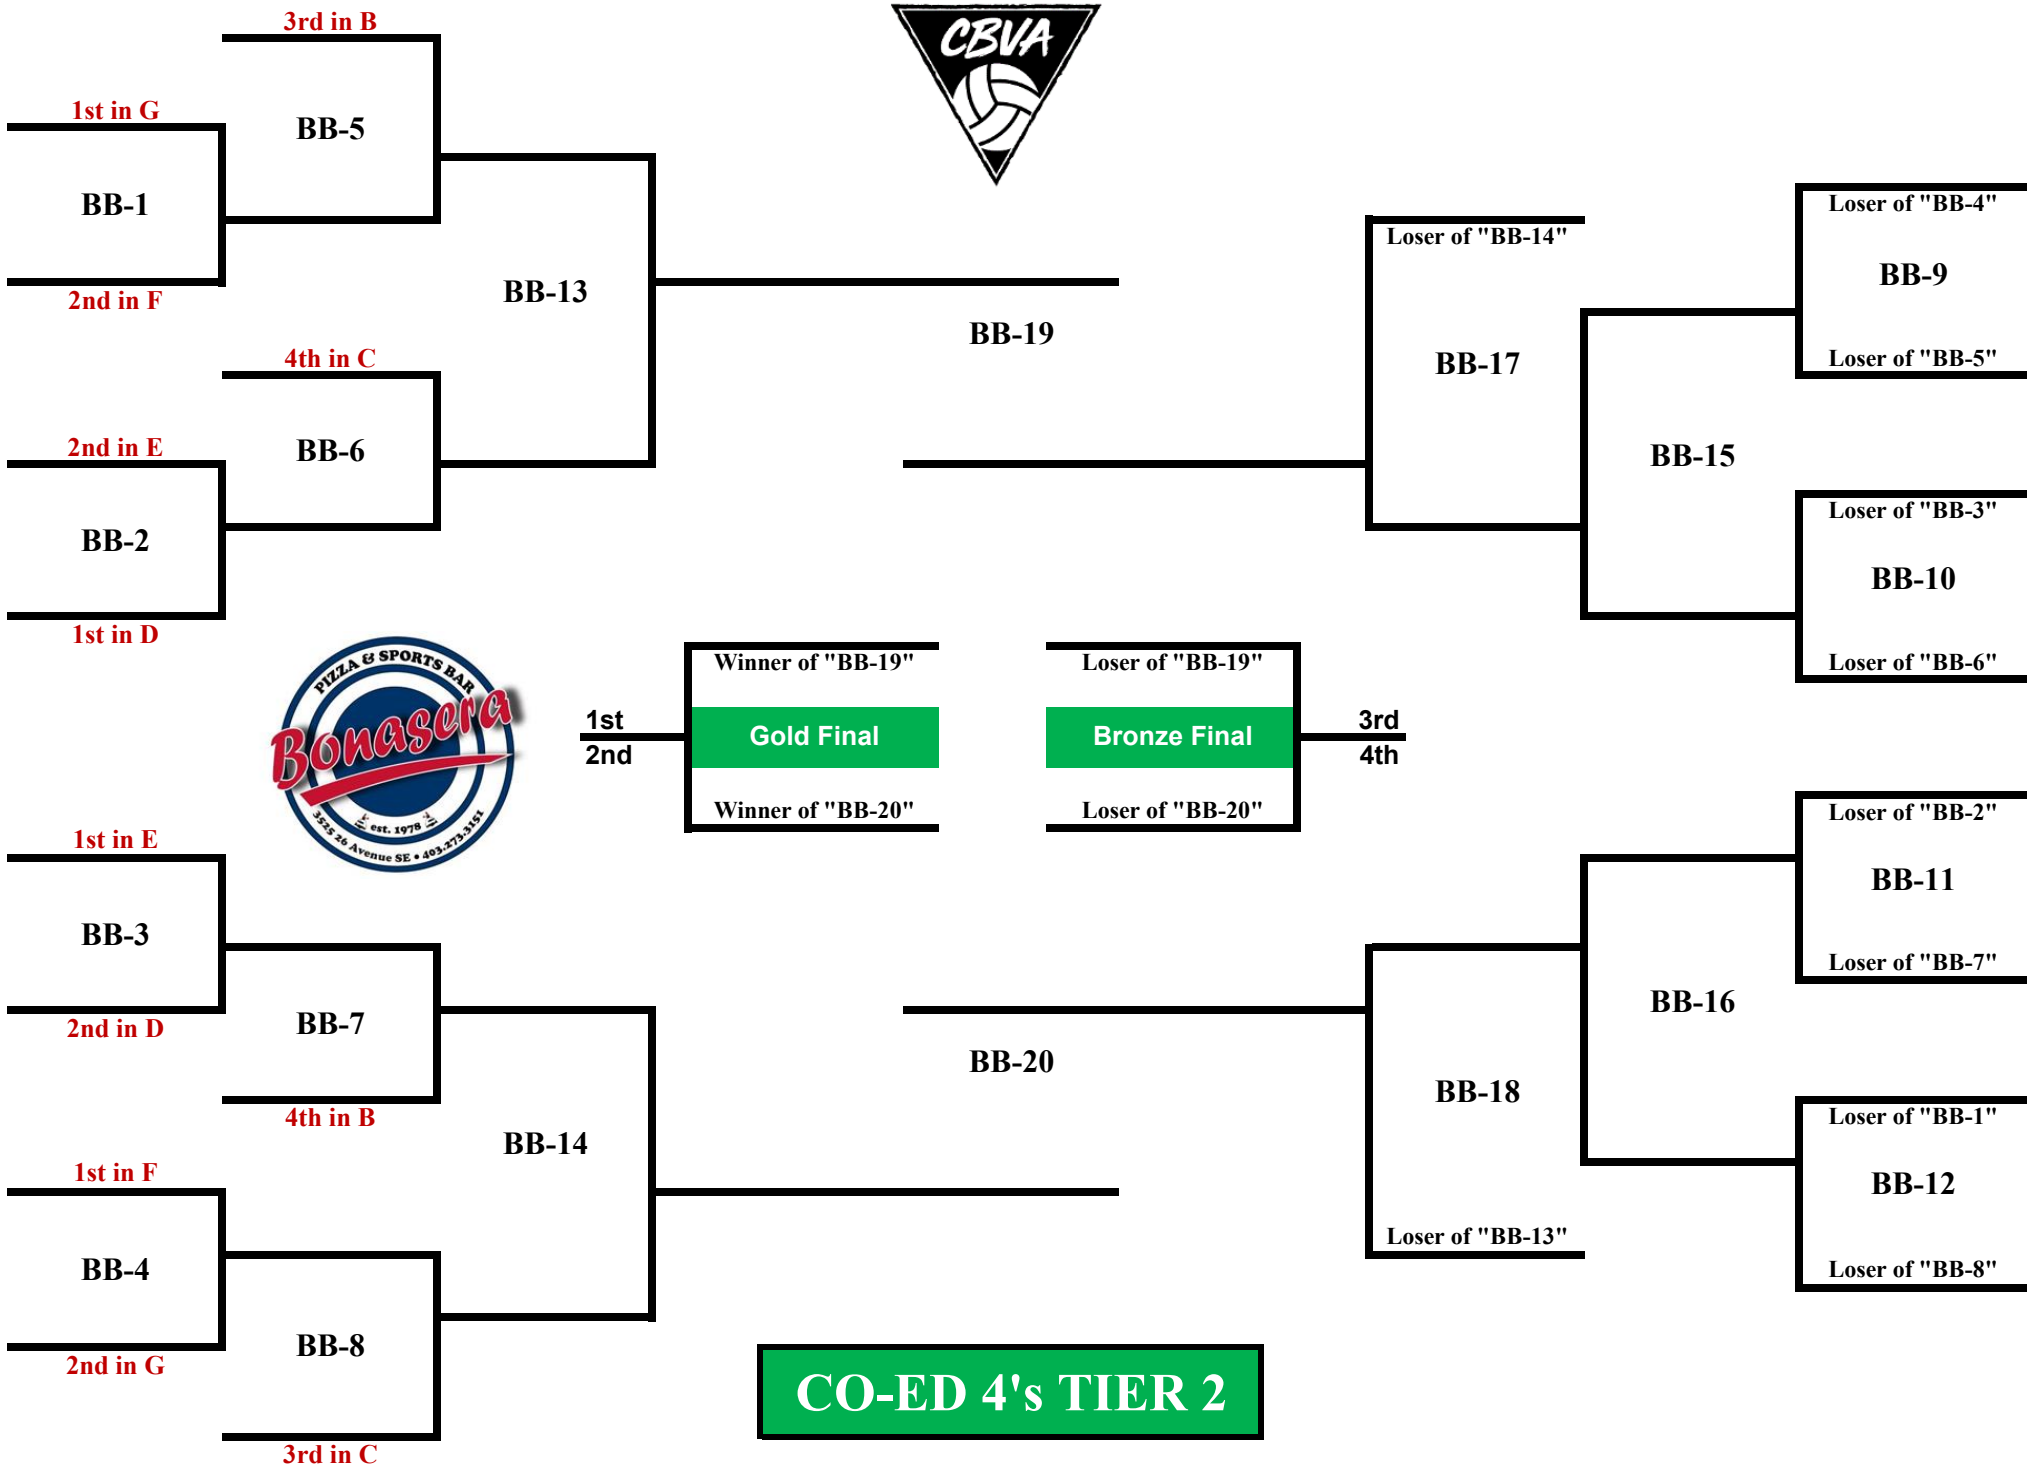 3rd in B
CBVA
1st in G
BB-5
BB-1
Loser of "BB-4"
Loser of "BB-14"
BB-9
2nd in F
BB-13
BB-19
4th in C
BB-17
Loser of "BB-5"
2nd in E
BB-6
BB-15
Loser of "BB-3"
BB-2
BB-10
1st in D
PIZZA & SPORTS BAR
Bonasera
est. 1978
3525 26 Avenue SE • 403.273.3151
Winner of "BB-19"
Loser of "BB-19"
Loser of "BB-6"
1st
Gold Final
Bronze Final
3rd
2nd
4th
Winner of "BB-20"
Loser of "BB-20"
Loser of "BB-2"
1st in E
BB-11
BB-3
Loser of "BB-7"
2nd in D
BB-7
BB-16
BB-20
4th in B
BB-18
Loser of "BB-1"
BB-14
1st in F
BB-12
Loser of "BB-13"
BB-4
Loser of "BB-8"
BB-8
2nd in G
CO-ED 4's TIER 2
3rd in C